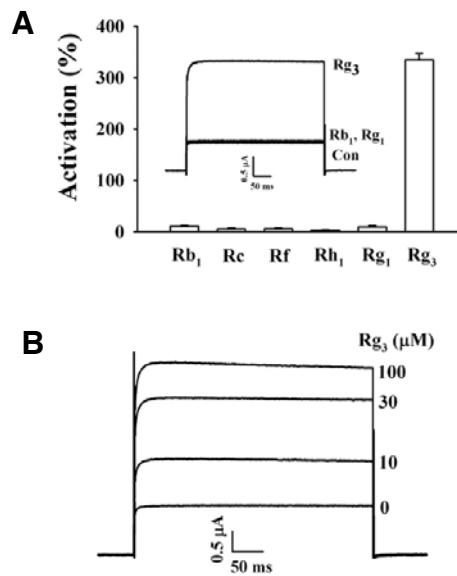 A
Activation (%)
400
300
200
100
0
Rg₃
Rb₁, Rg₁
Con
0.5 μA
50 ms
Rb₁ Rc Rf Rh₁ Rg₁ Rg₃
B
Rg₃ (μM)
100
30
10
0
0.5 μA
50 ms